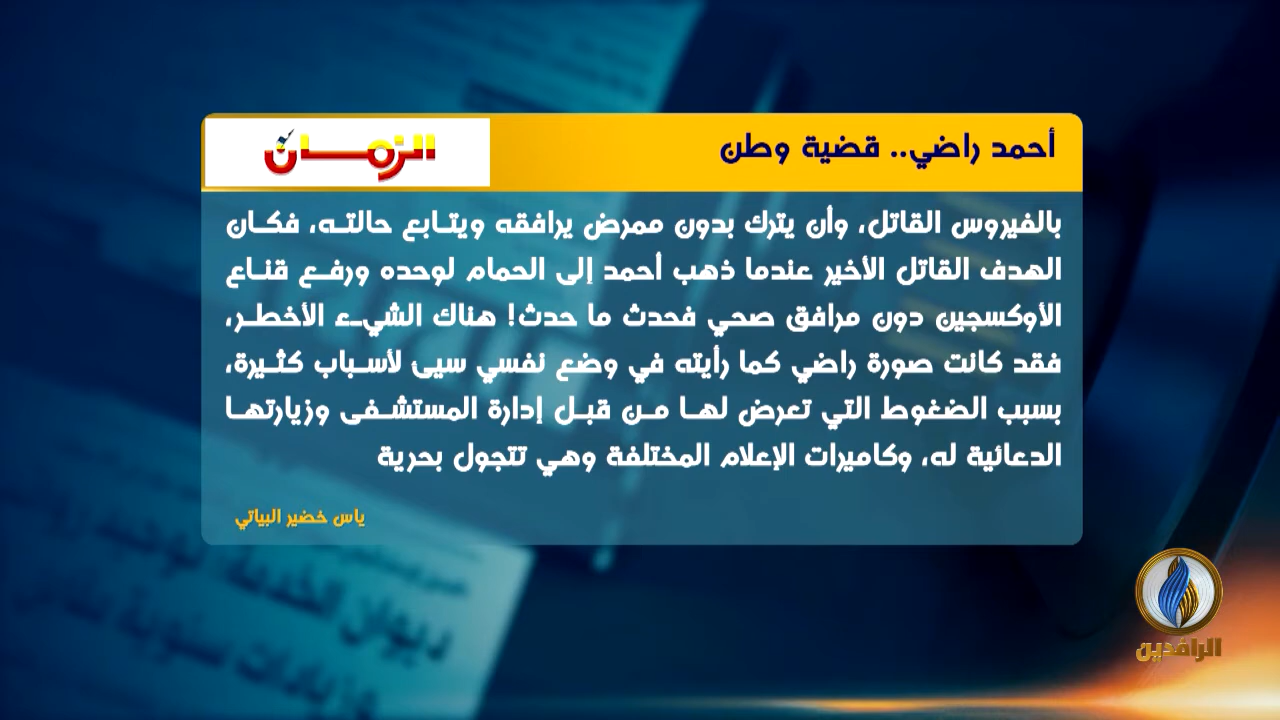 أحمد راضي.. قضية وطن
الزمان
بالفيروس القاتل، وأن يترك بدون ممرض يرافقه ويتابع حالته، فكان
الهدف القاتل الأخير عندما ذهب أحمد إلى الحمام لوحده ورفع قناع
الأوكسجين دون مرافق صحي فحدث ما حدث! هناك الشيء الأخطر،
فقد كانت صورة راضي كما رأيته في وضع نفسي سيئ لأسباب كثيرة،
بسبب الضغوط التي تعرض لها من قبل إدارة المستشفى وزيارتها
الدعائية له، وكاميرات الإعلام المختلفة وهي تتجول بحرية
ياس خضير البياتي
ديوان الخدمة:
الرافدين